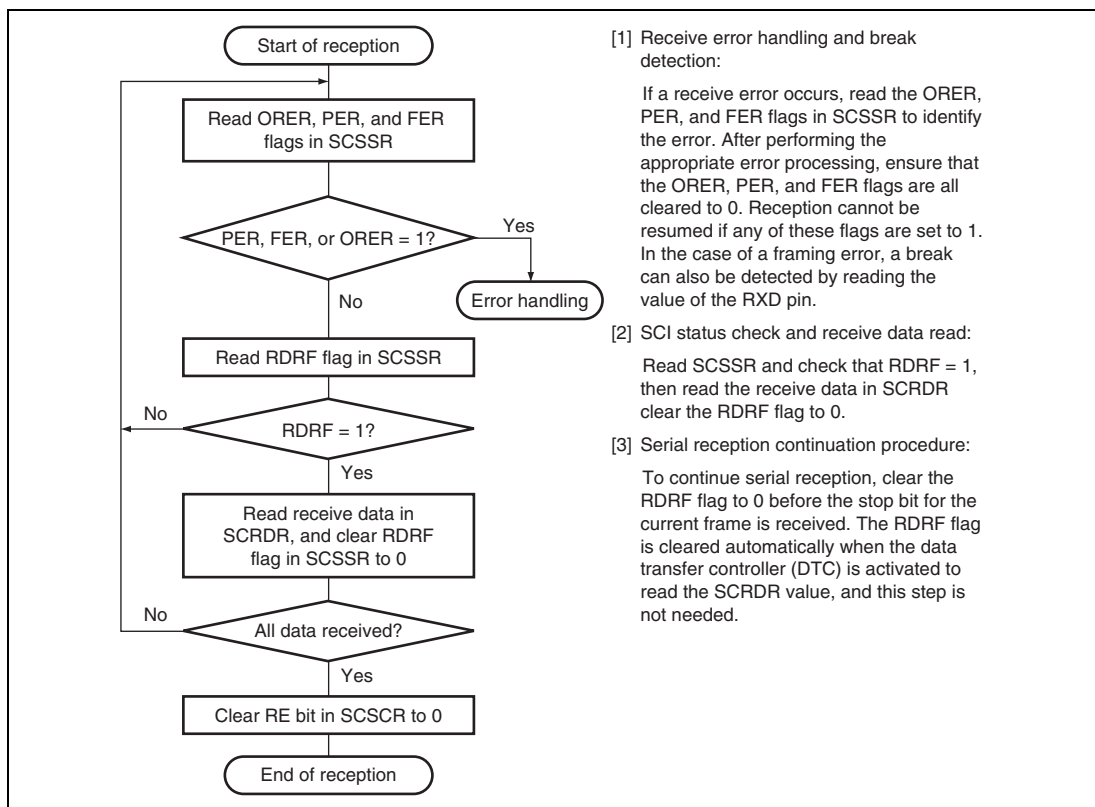 Start of reception
Read ORER, PER, and FER
flags in SCSSR
PER, FER, or ORER = 1?
Yes
Error handling
No
Read RDRF flag in SCSSR
No
RDRF = 1?
Yes
Read receive data in
SCRDR, and clear RDRF
flag in SCSSR to 0
No
All data received?
Yes
Clear RE bit in SCSCR to 0
End of reception
[1] Receive error handling and break
detection:
If a receive error occurs, read the ORER,
PER, and FER flags in SCSSR to identify
the error. After performing the
appropriate error processing, ensure that
the ORER, PER, and FER flags are all
cleared to 0. Reception cannot be
resumed if any of these flags are set to 1.
In the case of a framing error, a break
can also be detected by reading the
value of the RXD pin.
[2] SCI status check and receive data read:
Read SCSSR and check that RDRF = 1,
then read the receive data in SCRDR
clear the RDRF flag to 0.
[3] Serial reception continuation procedure:
To continue serial reception, clear the
RDRF flag to 0 before the stop bit for the
current frame is received. The RDRF flag
is cleared automatically when the data
transfer controller (DTC) is activated to
read the SCRDR value, and this step is
not needed.